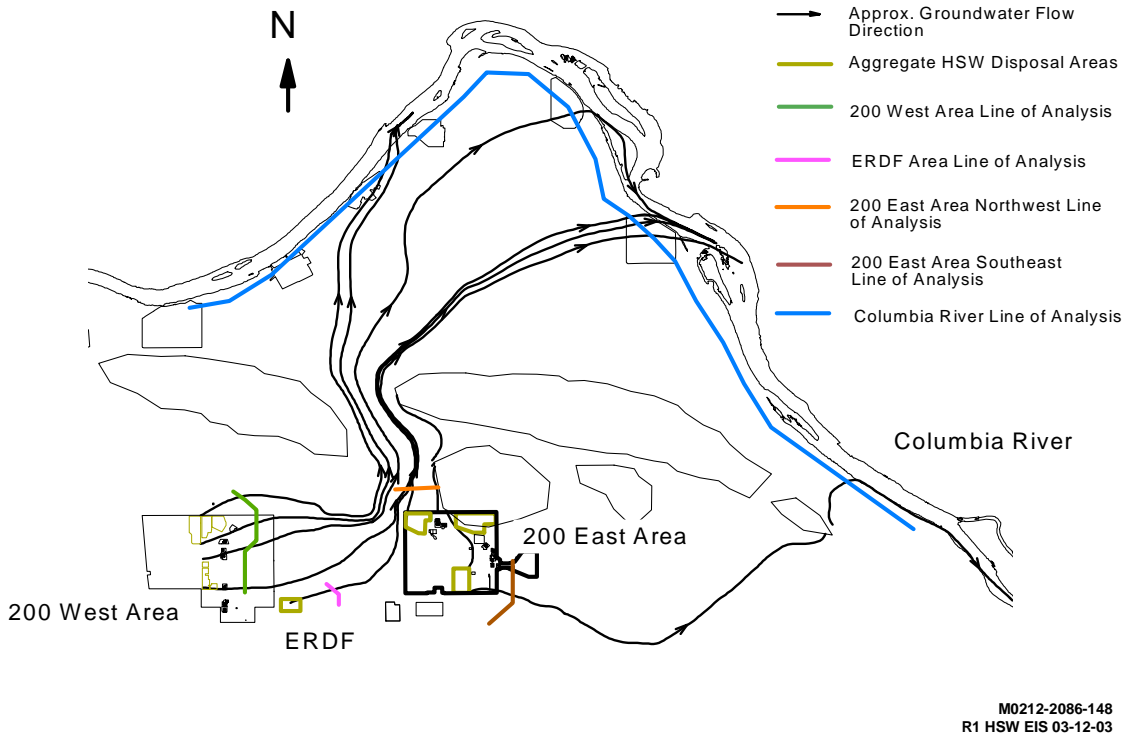 N
Approx. Groundwater Flow
Direction
Aggregate HSW Disposal Areas
200 West Area Line of Analysis
ERDF Area Line of Analysis
200 East Area Northwest Line
of Analysis
200 East Area Southeast
Line of Analysis
Columbia River Line of Analysis
Columbia River
200 East Area
200 West Area
ERDF
M0212-2086-148
R1 HSW EIS 03-12-03